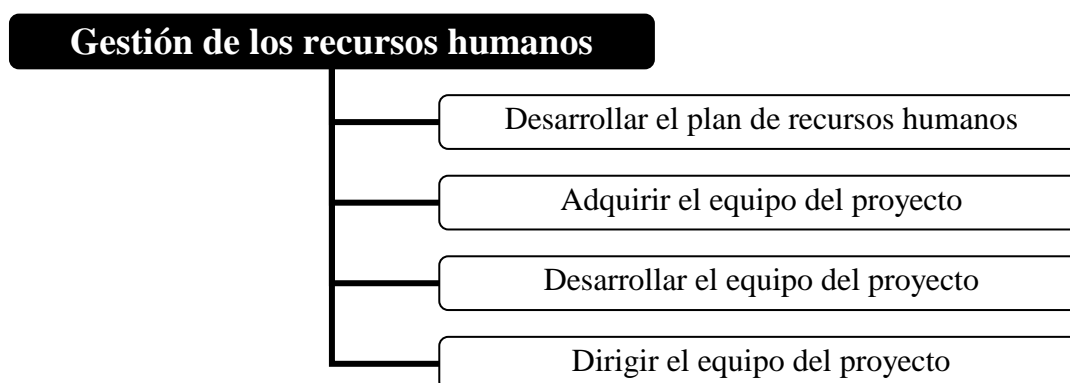 Gestión de los recursos humanos
Desarrollar el plan de recursos humanos
Adquirir el equipo del proyecto
Desarrollar el equipo del proyecto
Dirigir el equipo del proyecto